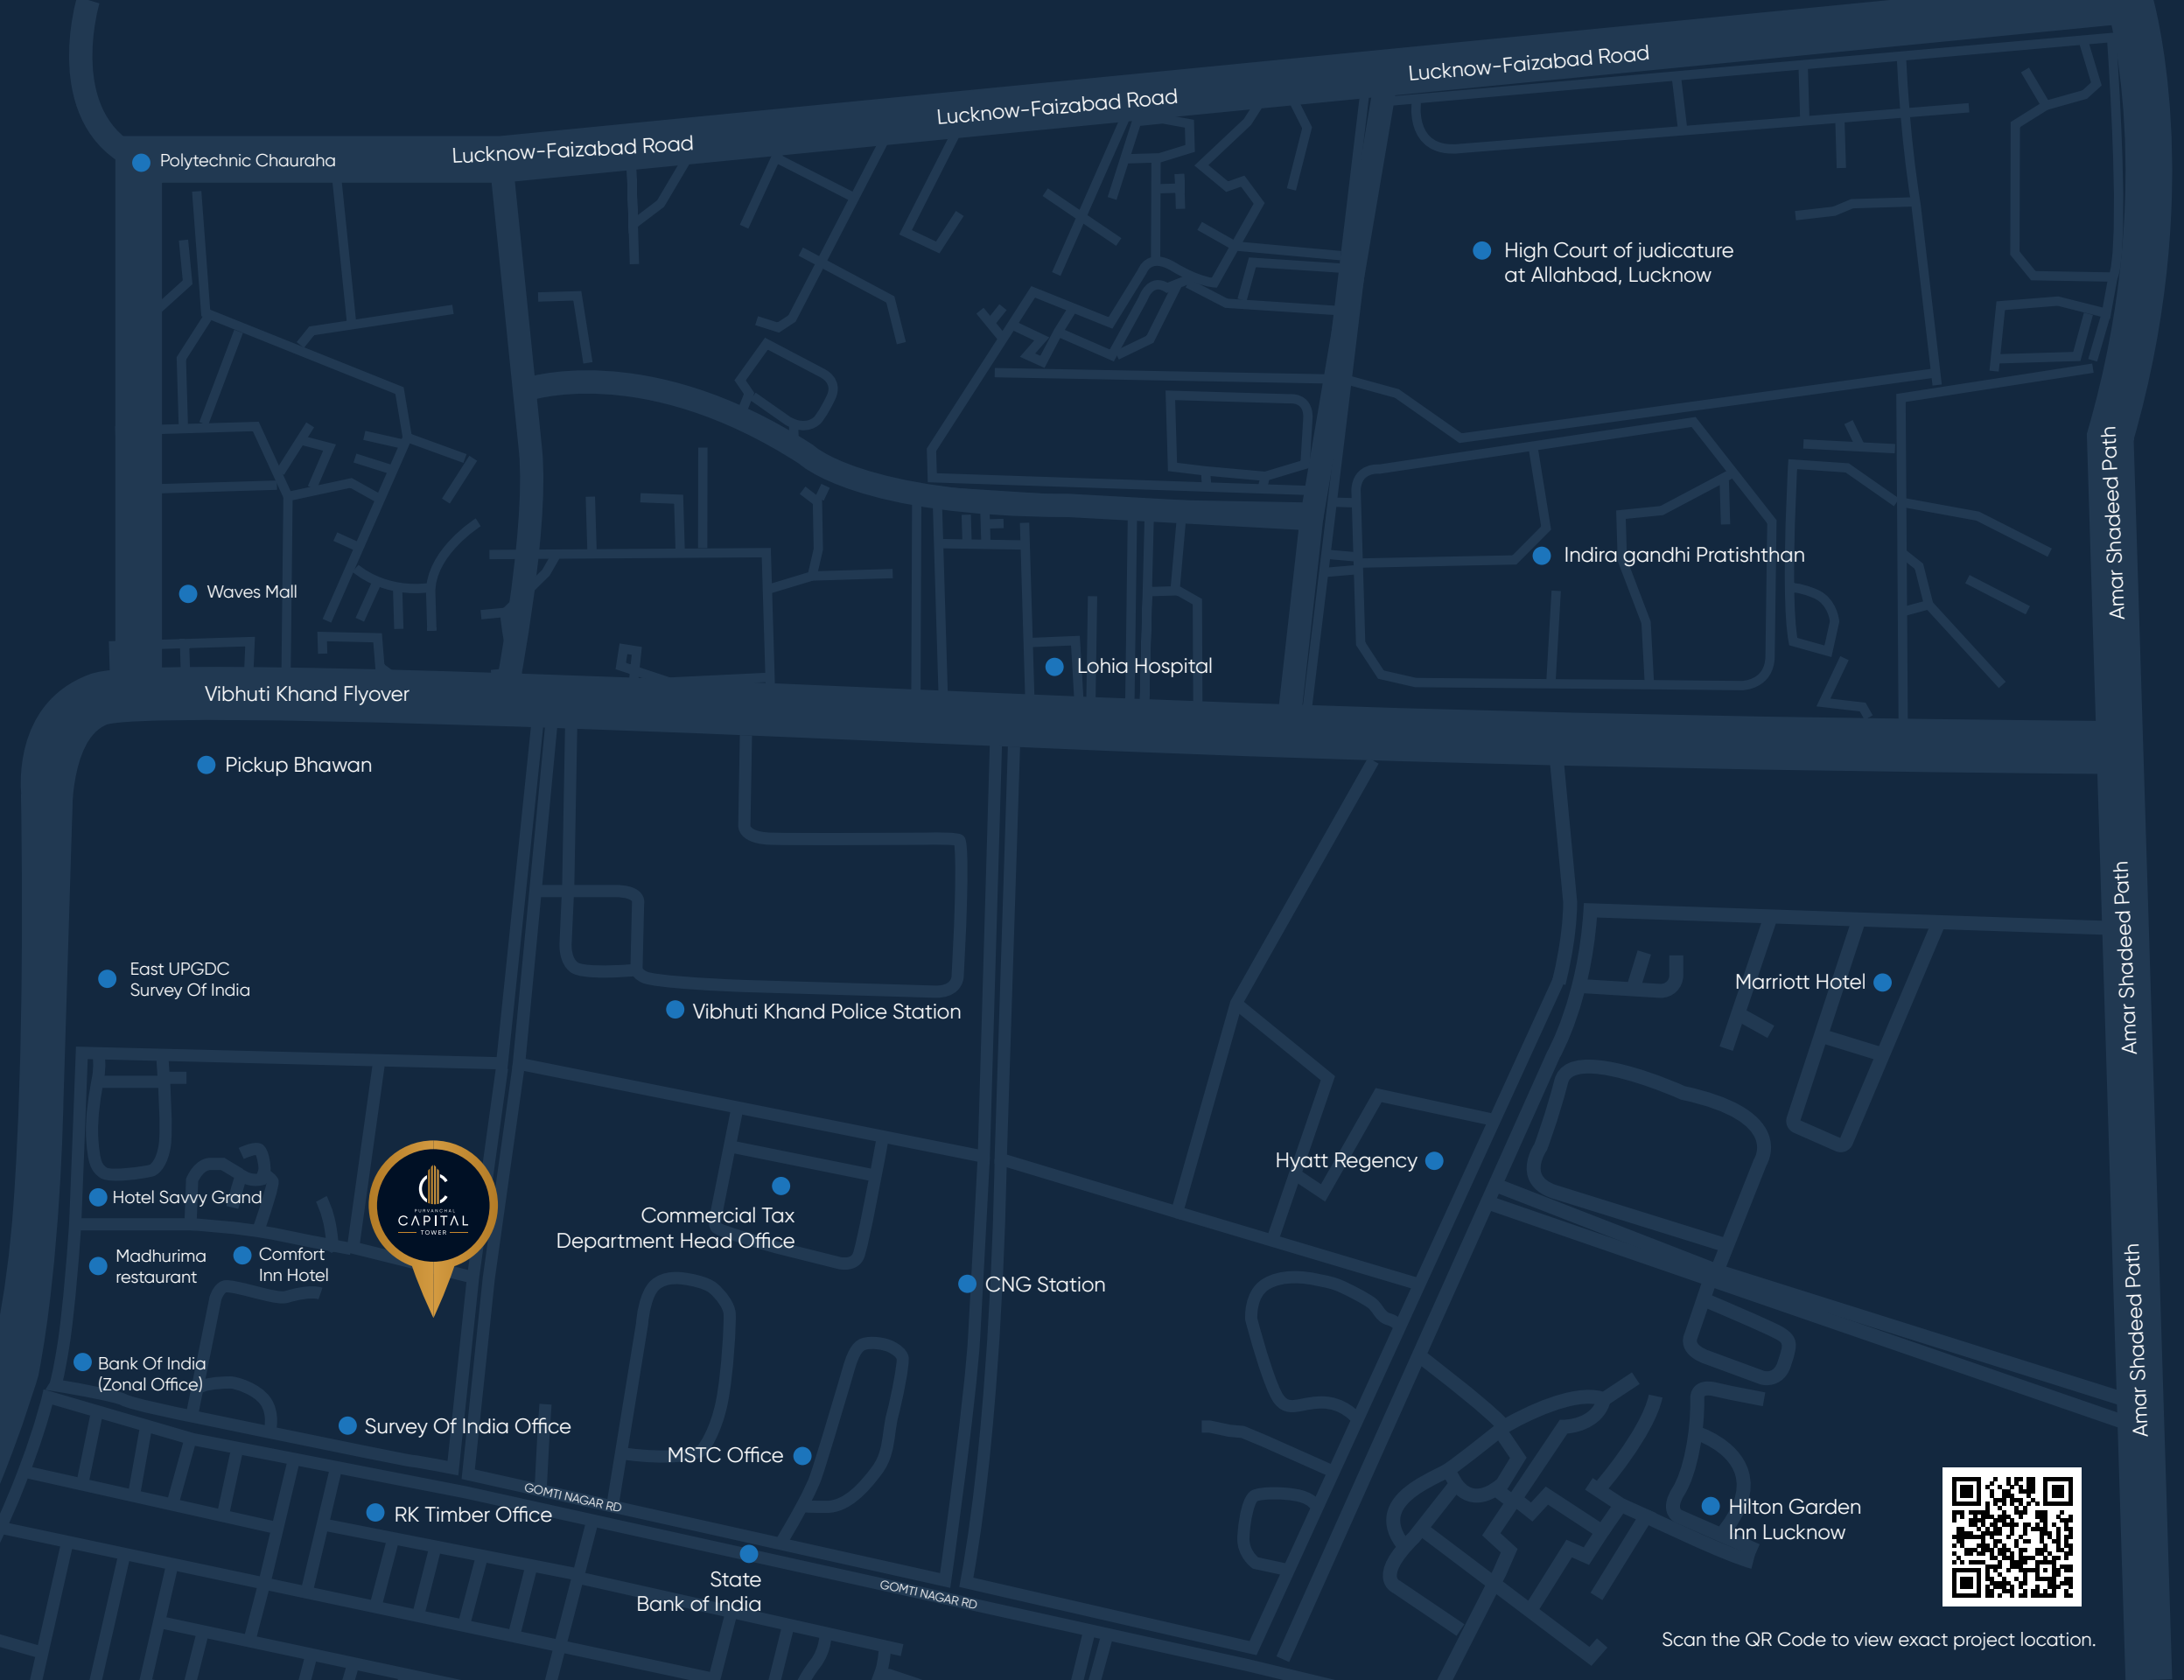 Lucknow-Faizabad Road
Lucknow-Faizabad Road
Lucknow-Faizabad Road
Polytechnic Chauraha
High Court of judicature
at Allahbad, Lucknow
Amar Shadeed Path
Indira gandhi Pratishthan
Waves Mall
Lohia Hospital
Vibhuti Khand Flyover
Pickup Bhawan
Amar Shadeed Path
East UPGDC
Survey Of India
Marriott Hotel
Vibhuti Khand Police Station
Hyatt Regency
Hotel Savvy Grand
PURVANCHAL
CAPITAL
TOWER
Commercial Tax
Department Head Office
Madhurima
restaurant
Comfort
Inn Hotel
CNG Station
Amar Shadeed Path
Bank Of India
(Zonal Office)
Survey Of India Office
MSTC Office
GOMTI NAGAR RD
RK Timber Office
Hilton Garden
Inn Lucknow
State
Bank of India
GOMTI NAGAR RD
Scan the QR Code to view exact project location.